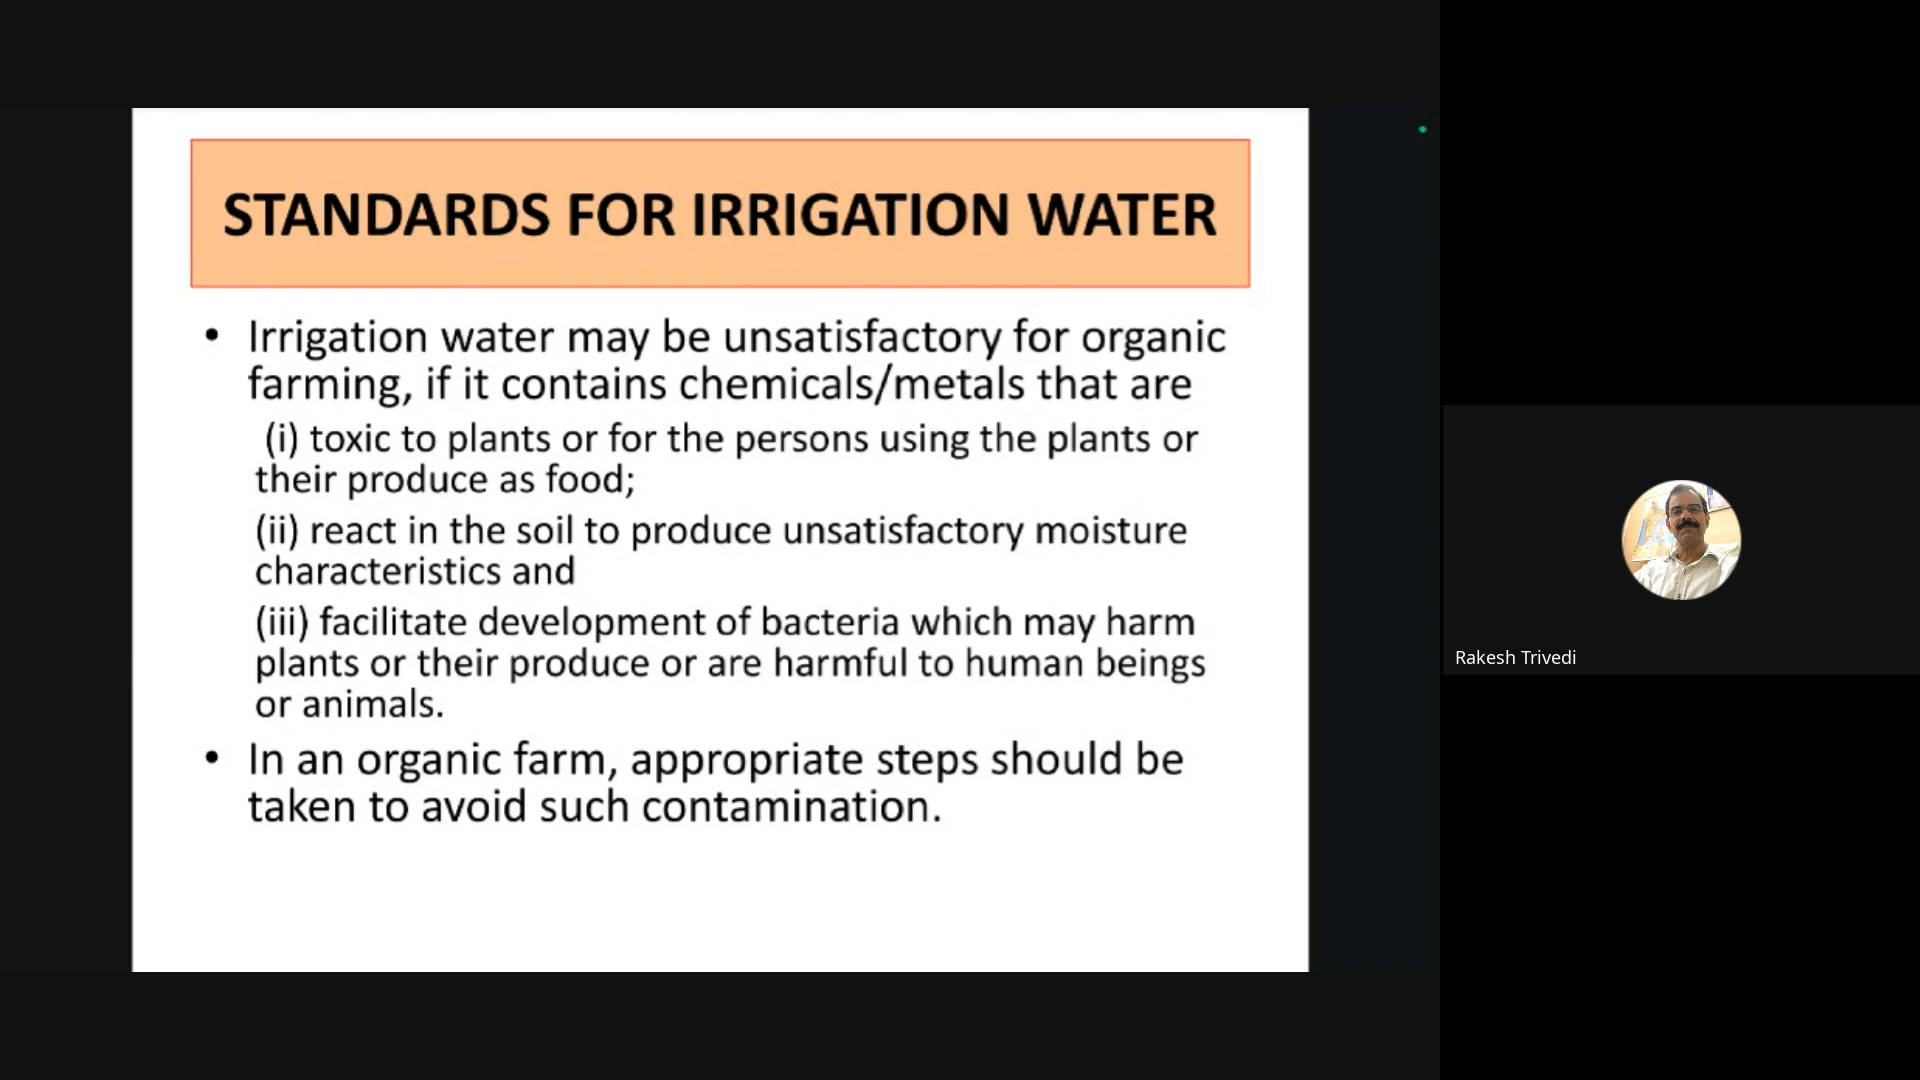 STANDARDS FOR IRRIGATION WATER
• Irrigation water may be unsatisfactory for organic
farming, if it contains chemicals/metals that are
(i) toxic to plants or for the persons using the plants or
their produce as food;
(ii) react in the soil to produce unsatisfactory moisture
characteristics and
(iii) facilitate development of bacteria which may harm
plants or their produce or are harmful to human beings
or animals.
• In an organic farm, appropriate steps should be
taken to avoid such contamination.
Rakesh Trivedi